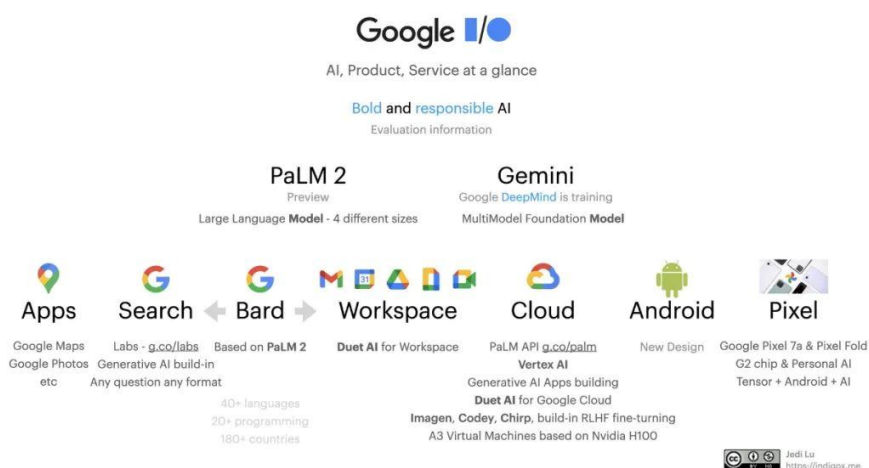 Google I/O
AI, Product, Service at a glance
Bold and responsible AI
Evaluation information
PaLM 2
Preview
Large Language Model - 4 different sizes
Gemini
Google DeepMind is training
MultiModel Foundation Model
31
Apps
Google Maps
Google Photos
etc
Search
Labs - g.co/labs
Generative AI build-in
Any question any format
Bard
Based on PaLM 2
40+ languages
20+ programming
180+ countries
Workspace
Duet AI for Workspace
Cloud
PaLM API g.co/palm
Vertex AI
Generative AI Apps building
Duet AI for Google Cloud
Imagen, Codey, Chirp, build-in RLHF fine-turning
A3 Virtual Machines based on Nvidia H100
Android
New Design
Pixel
Google Pixel 7a & Pixel Fold
G2 chip & Personal AI
Tensor + Android + AI
cc
BY
Jedi Lu
https://indigox.me